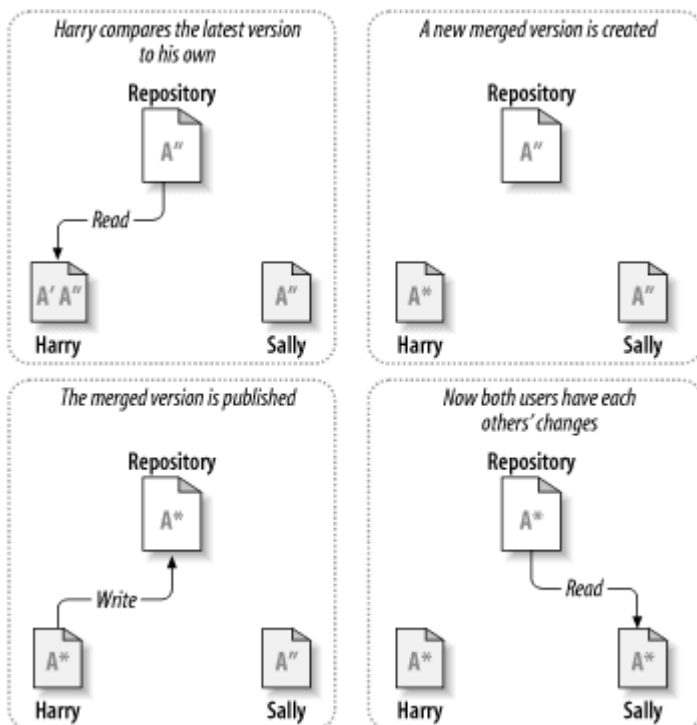 Harry compares the latest version
to his own
Repository
A″
Read
A′ A″
A″
Harry
Sally
A new merged version is created
Repository
A″
A*
A″
Harry
Sally
The merged version is published
Repository
A*
Write
A*
A″
Harry
Sally
Now both users have each
others’ changes
Repository
A*
Read
A*
A*
Harry
Sally